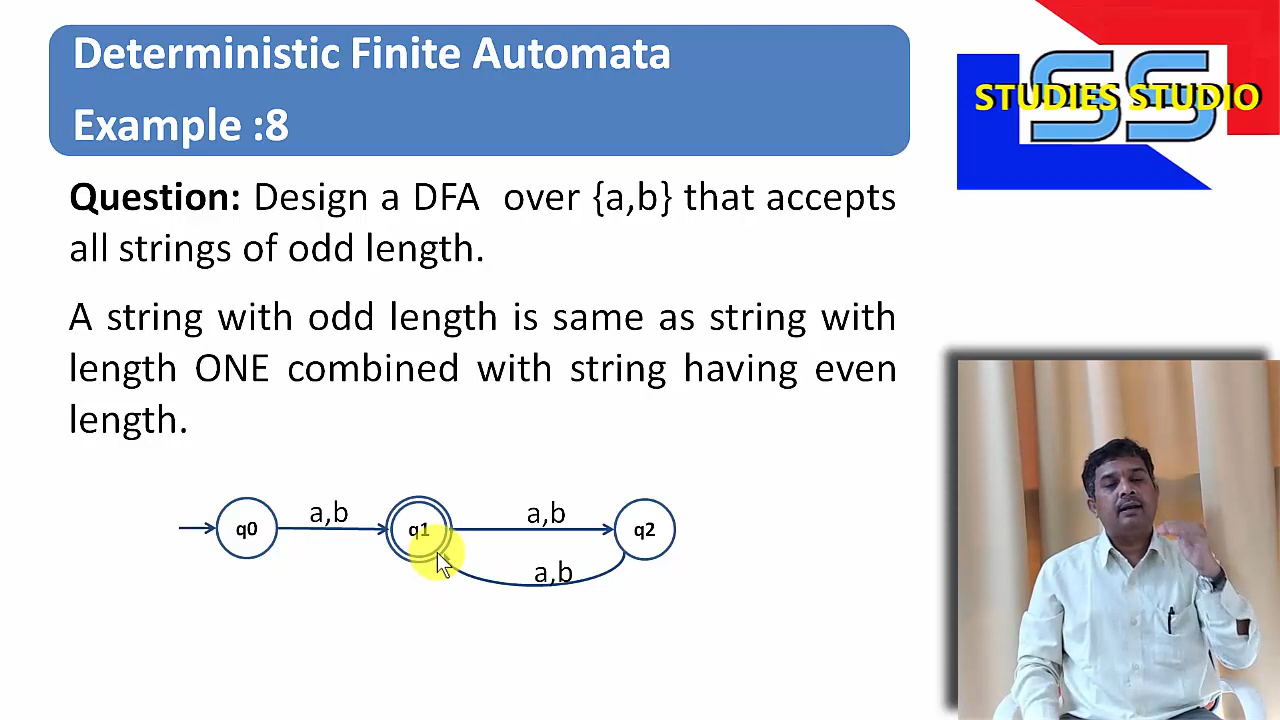 Deterministic Finite Automata
Example :8
SS
STUDIES STUDIO
Question: Design a DFA over {a,b} that accepts
all strings of odd length.
A string with odd length is same as string with
length ONE combined with string having even
length.
a,b
a,b
q0
q1
q2
a,b